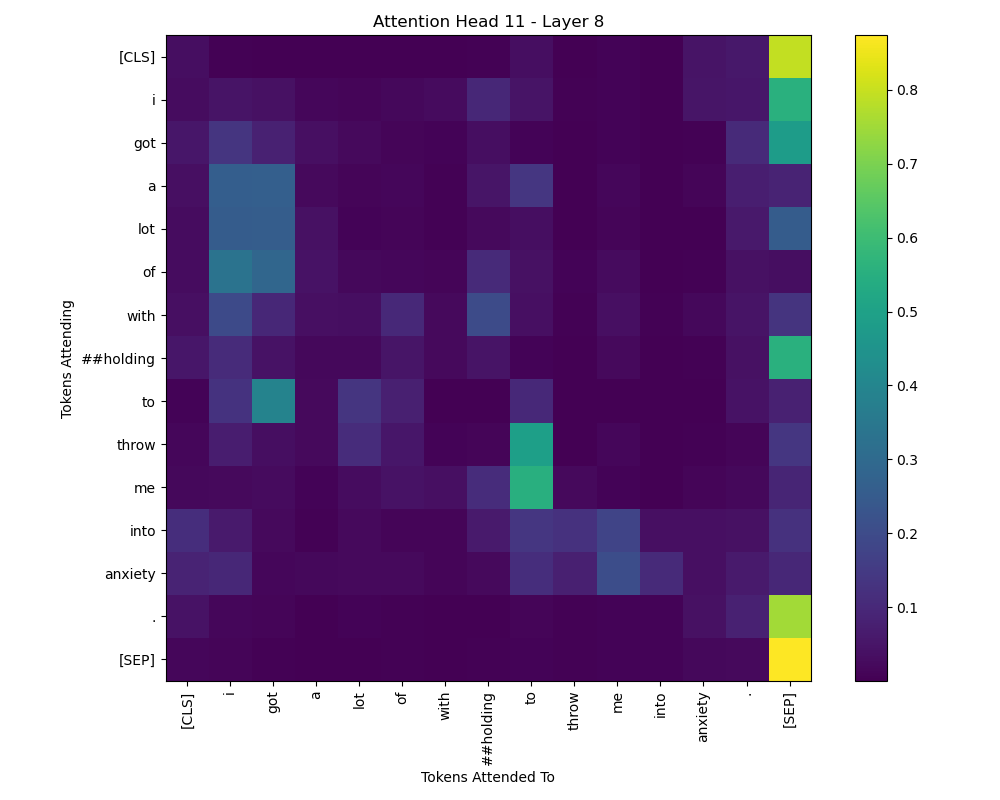 Attention Head 11 - Layer 8
[CLS]
i
got
a
lot
of
with
##holding
to
throw
me
into
anxiety
.
[SEP]
Tokens Attending
[CLS]
i
got
a
lot
of
with
##holding
to
throw
me
into
anxiety
.
[SEP]
Tokens Attended To
0.8
0.7
0.6
0.5
0.4
0.3
0.2
0.1